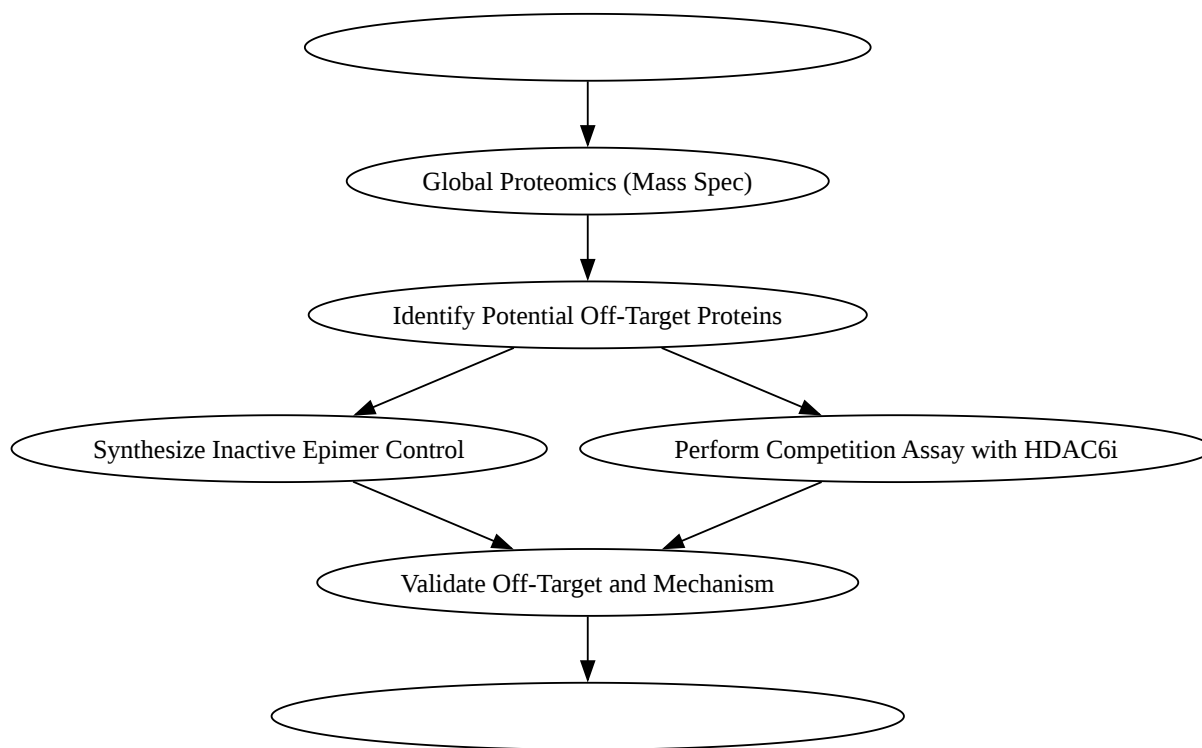 Global Proteomics (Mass Spec)
Identify Potential Off-Target Proteins
Synthesize Inactive Epimer Control
Perform Competition Assay with HDAC6i
Validate Off-Target and Mechanism